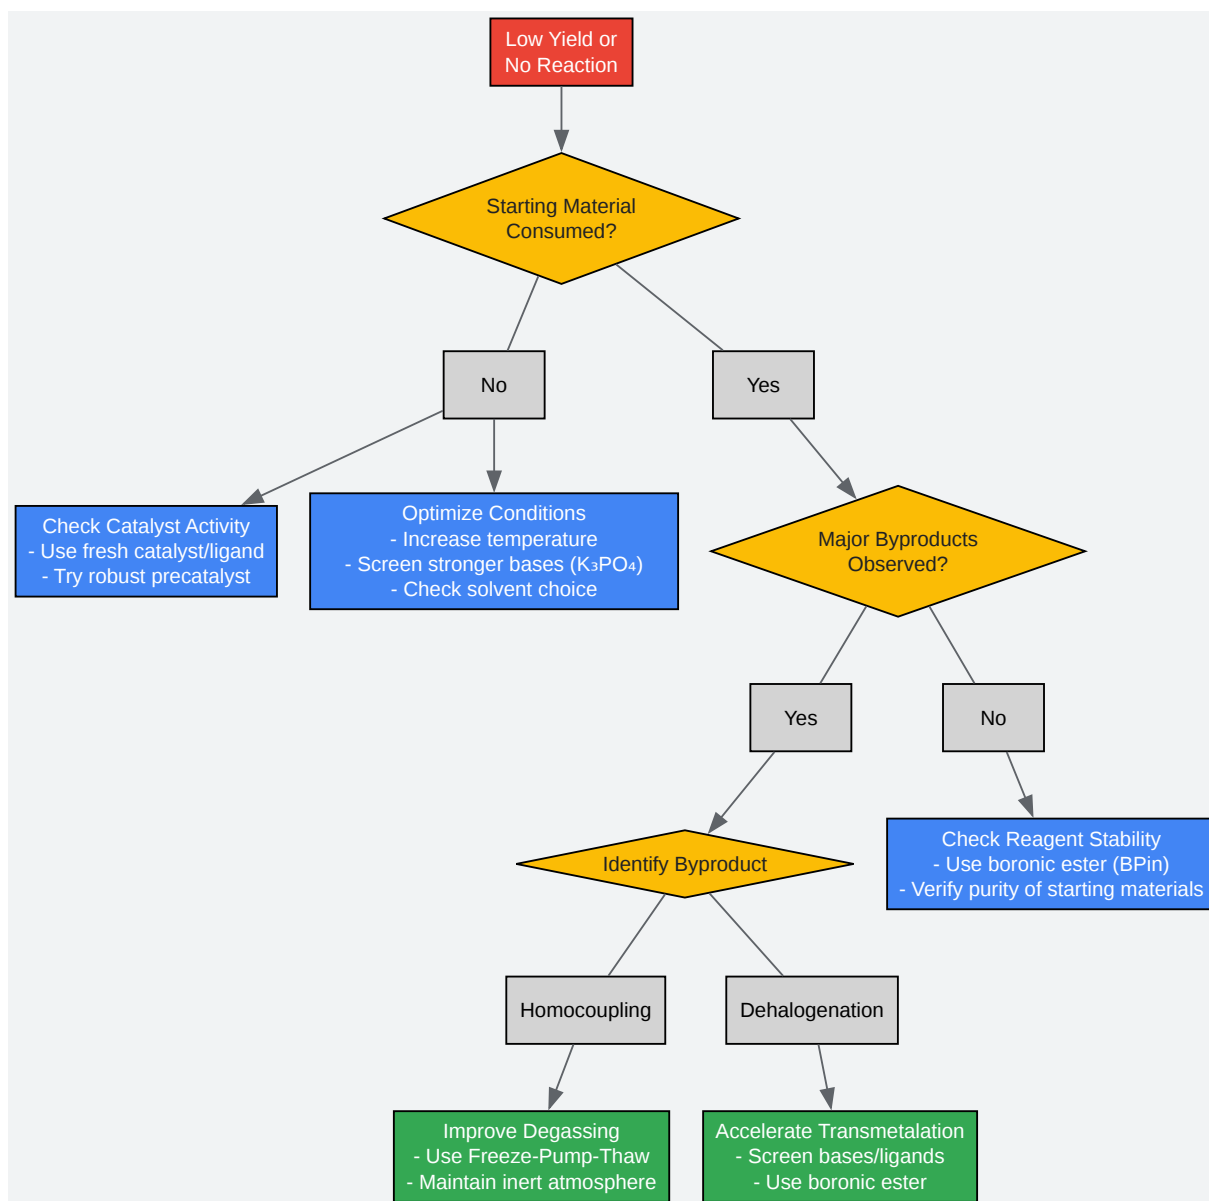 Low Yield or
No Reaction
Starting Material
Consumed?
No
Yes
Check Catalyst Activity
- Use fresh catalyst/ligand
- Try robust precatalyst
Optimize Conditions
- Increase temperature
- Screen stronger bases (K₃PO₄)
- Check solvent choice
Major Byproducts
Observed?
Yes
No
Identify Byproduct
Check Reagent Stability
- Use boronic ester (BPin)
- Verify purity of starting materials
Homocoupling
Dehalogenation
Improve Degassing
- Use Freeze-Pump-Thaw
- Maintain inert atmosphere
Accelerate Transmetalation
- Screen bases/ligands
- Use boronic ester